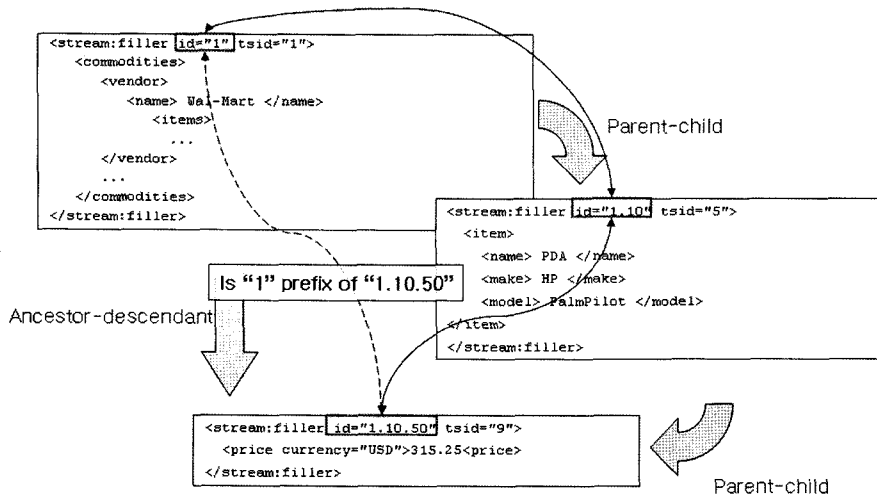 <stream:filler id="1" tsid="1">
<commodities>
<vendor>
<name> Wal-Mart </name>
<items>
...
</vendor>
...
</commodities>
</stream:filler>
Parent-child
<stream:filler id="1.10" tsid="5">
<item>
<name> PDA </name>
<make> HP </make>
<model> PalmPilot </model>
</item>
</stream:filler>
Is “1” prefix of “1.10.50”
Ancestor-descendant
<stream:filler id="1.10.50" tsid="9">
<price currency="USD">315.25<price>
</stream:filler>
Parent-child